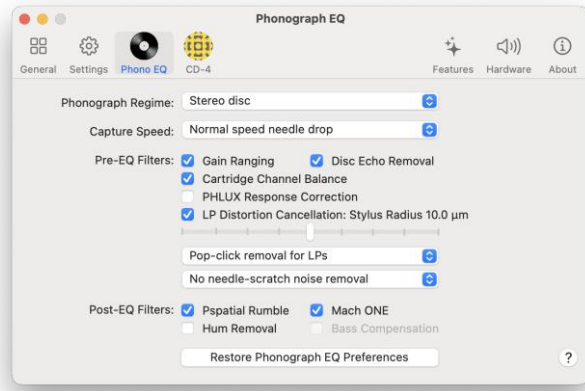 Phonograph EQ
General Settings Phono EQ CD-4 Features Hardware About
Phonograph Regime: Stereo disc
Capture Speed: Normal speed needle drop
Pre-EQ Filters: Gain Ranging Disc Echo Removal
Cartridge Channel Balance
PHLUX Response Correction
LP Distortion Cancellation: Stylus Radius 10.0 µm
Pop-click removal for LPs
No needle-scratch noise removal
Post-EQ Filters: Pspatial Rumble Mach ONE
Hum Removal Bass Compensation
Restore Phonograph EQ Preferences ?